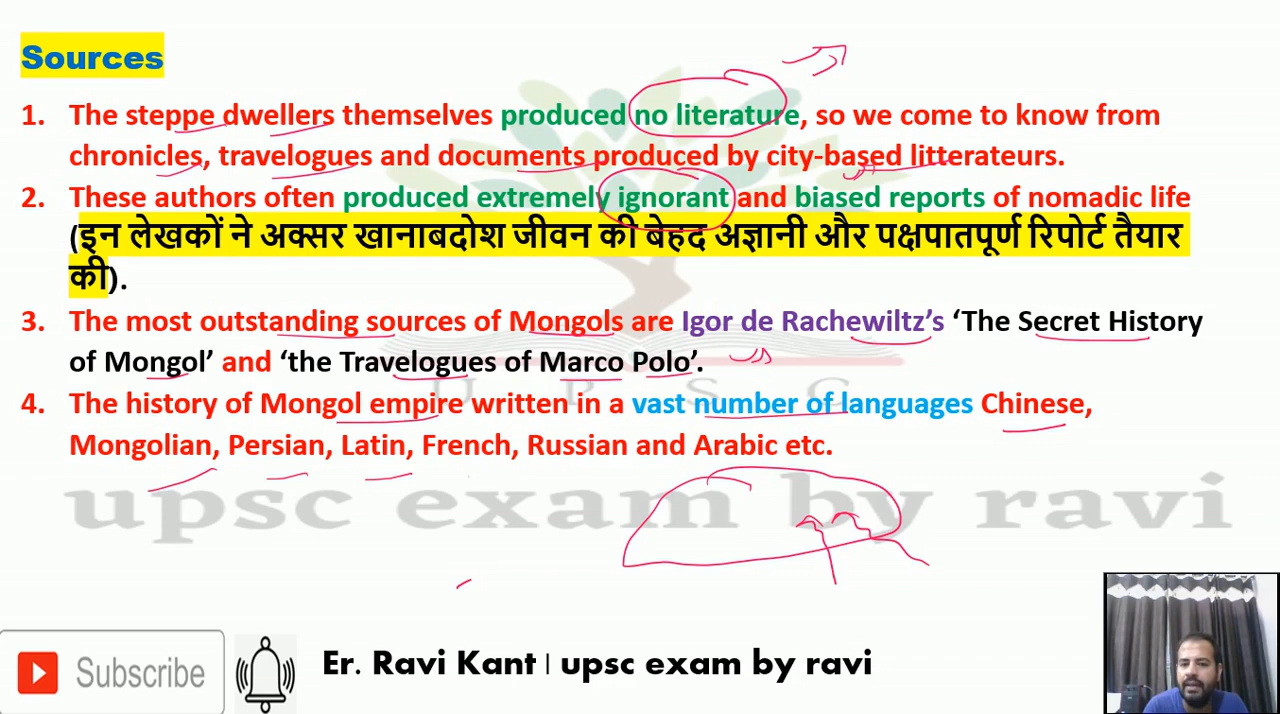 Sources
1. The steppe dwellers themselves produced no literature, so we come to know from
chronicles, travelogues and documents produced by city-based litterateurs.
2. These authors often produced extremely ignorant and biased reports of nomadic life
(इन लेखकों ने अक्सर खानाबदोश जीवन की बेहद अज्ञानी और पक्षपातपूर्ण रिपोर्ट तैयार
की).
3. The most outstanding sources of Mongols are Igor de Rachewiltz’s ‘The Secret History
of Mongol’ and ‘the Travelogues of Marco Polo’.
U P S C
4. The history of Mongol empire written in a vast number of languages Chinese,
Mongolian, Persian, Latin, French, Russian and Arabic etc.
upsc exam by ravi
Subscribe
Er. Ravi Kant | upsc exam by ravi